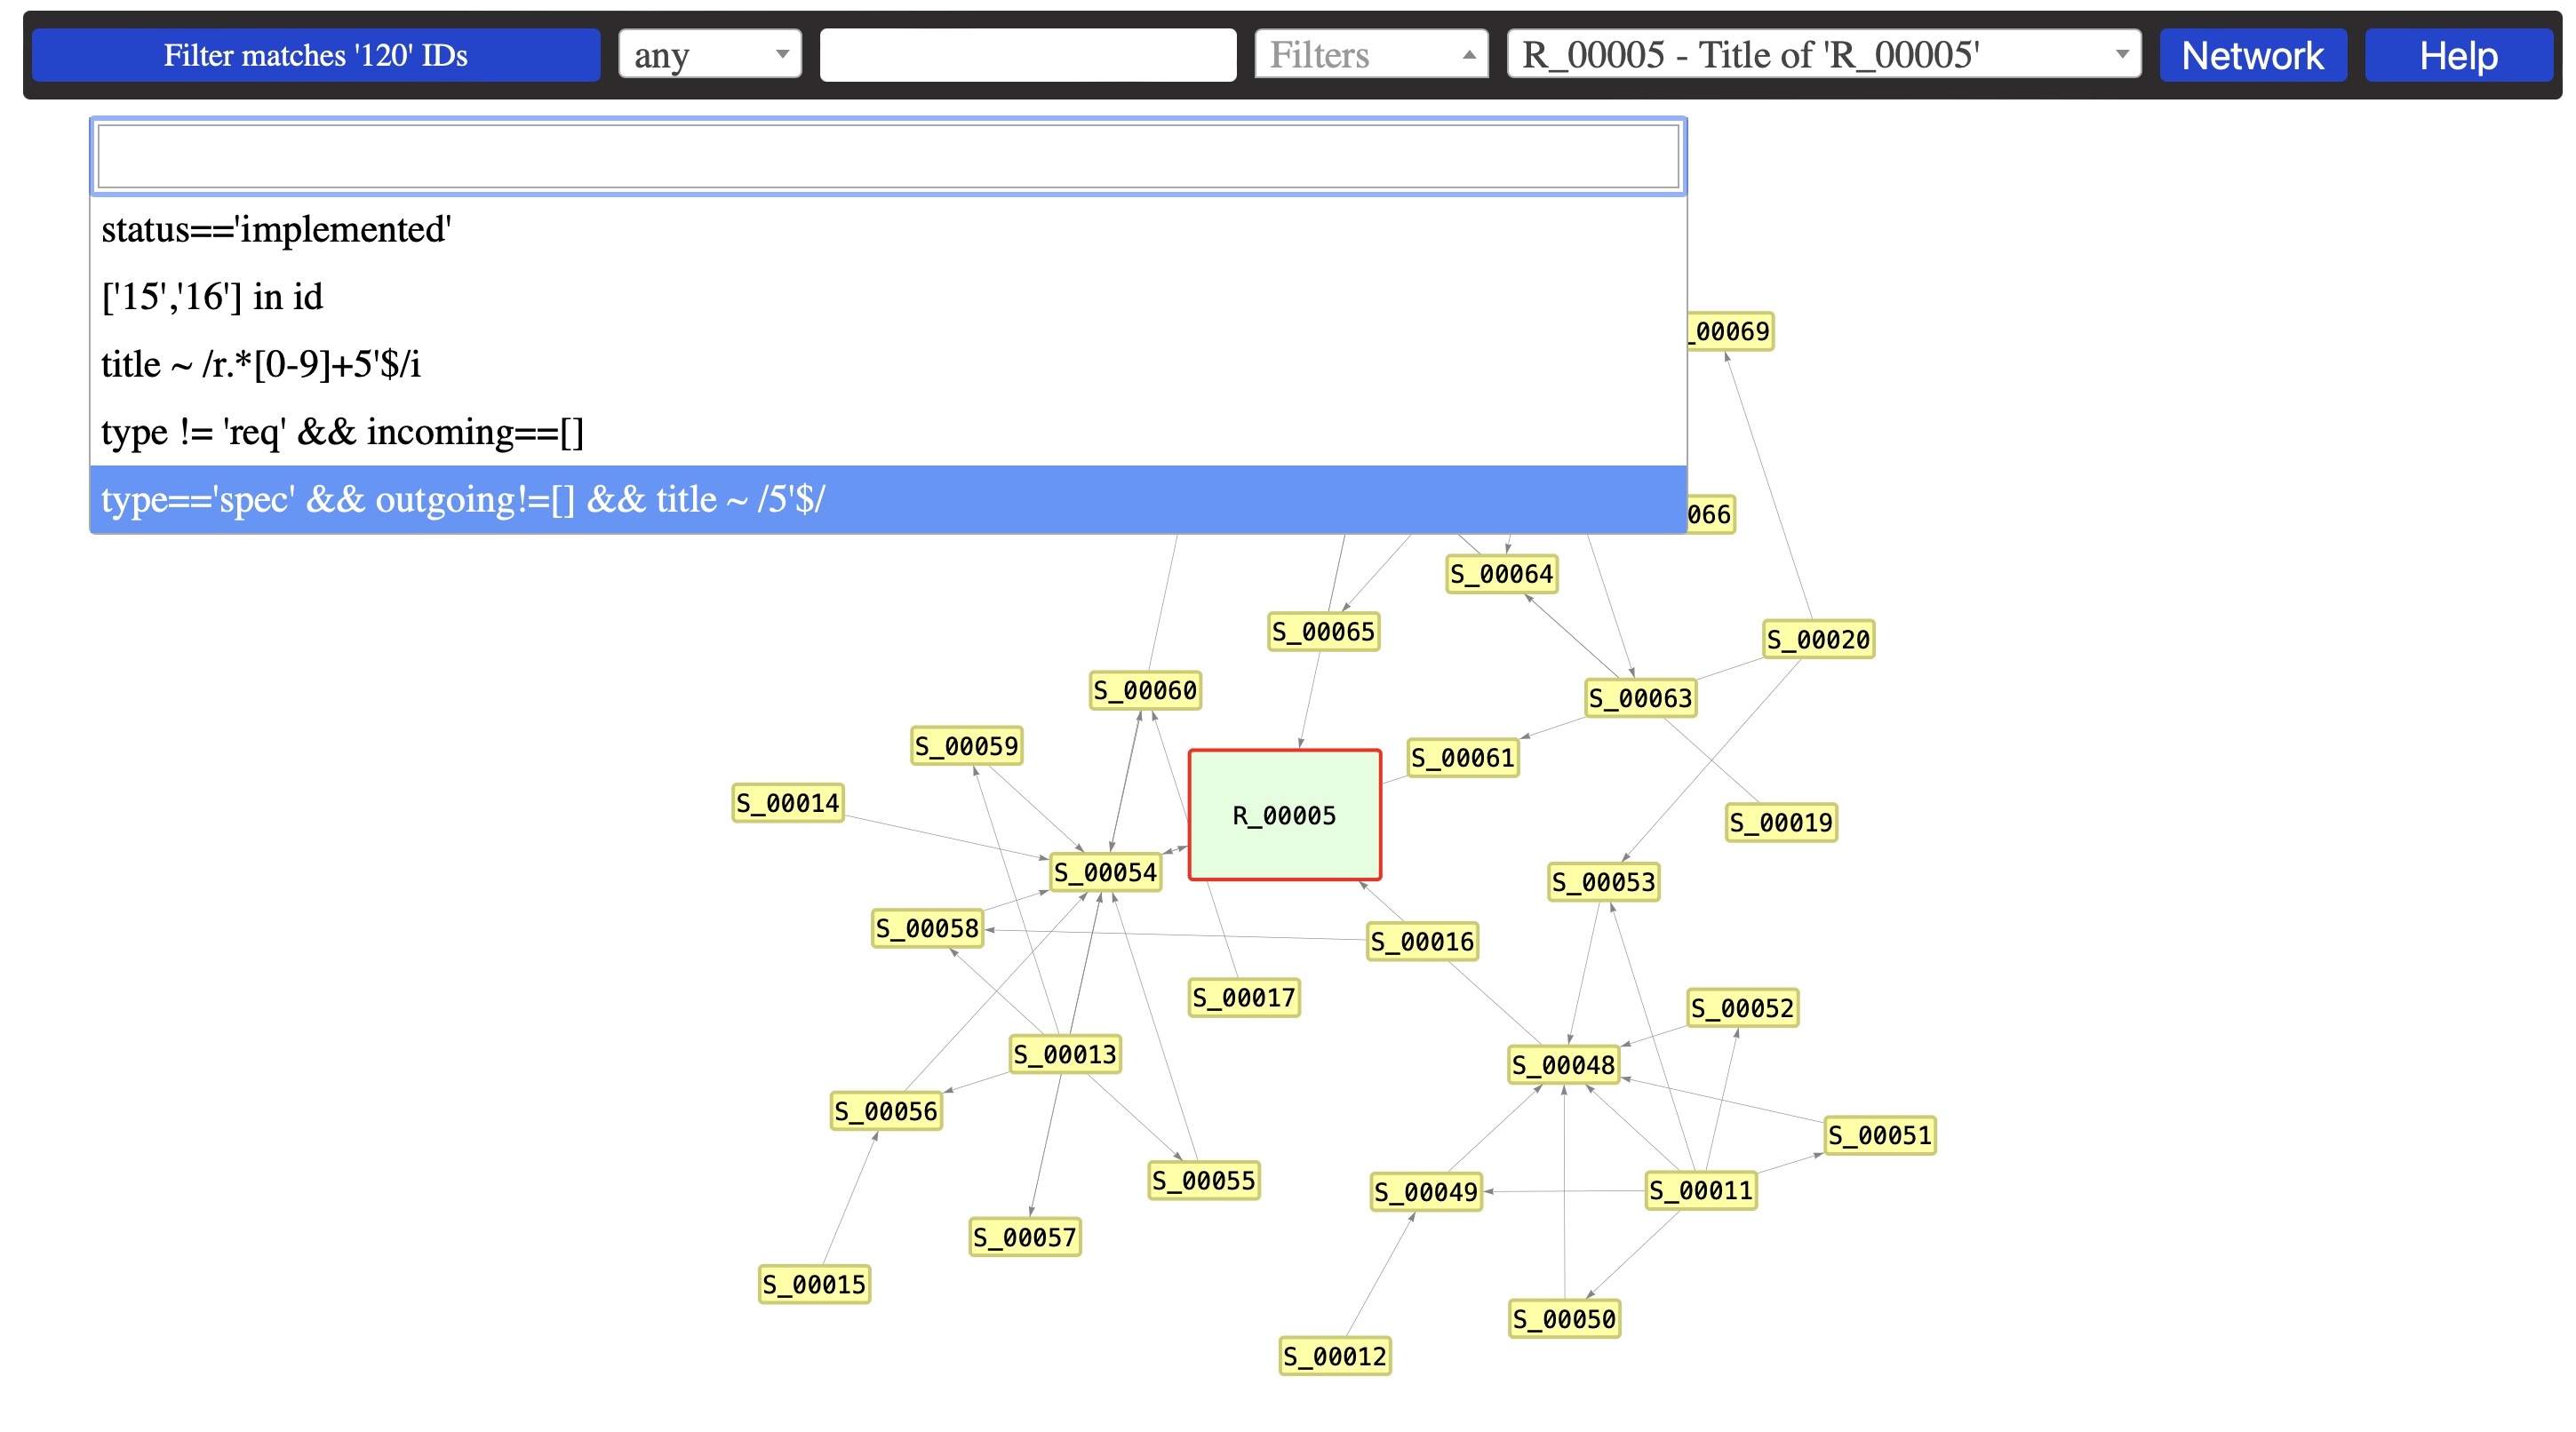 Filter matches '120' IDs
any
Filters
R_00005 - Title of 'R_00005'
Network
Help
status=='implemented'
['15','16'] in id
title ~ /r.*[0-9]+5'$/i
type != 'req' && incoming==[]
type=='spec' && outgoing!=[] && title ~ /5'$/
_00069
066
S_00064
S_00065
S_00020
S_00060
S_00063
S_00059
S_00061
S_00014
R_00005
S_00019
S_00054
S_00053
S_00058
S_00016
S_00017
S_00052
S_00013
S_00048
S_00056
S_00051
S_00055
S_00049
S_00011
S_00057
S_00015
S_00050
S_00012